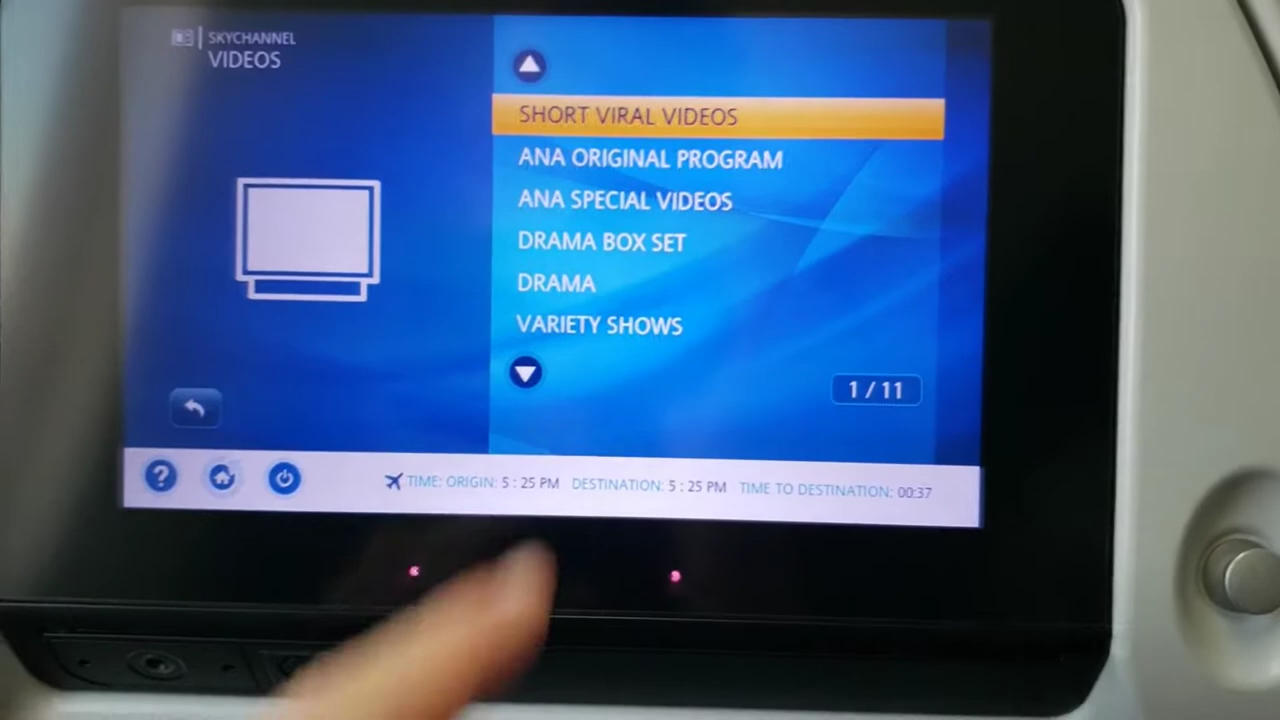 SKYCHANNEL
VIDEOS
SHORT VIRAL VIDEOS
ANA ORIGINAL PROGRAM
ANA SPECIAL VIDEOS
DRAMA BOX SET
DRAMA
VARIETY SHOWS
1 / 11
? TIME: ORIGIN: 5 : 25 PM DESTINATION: 5 : 25 PM TIME TO DESTINATION: 00:37